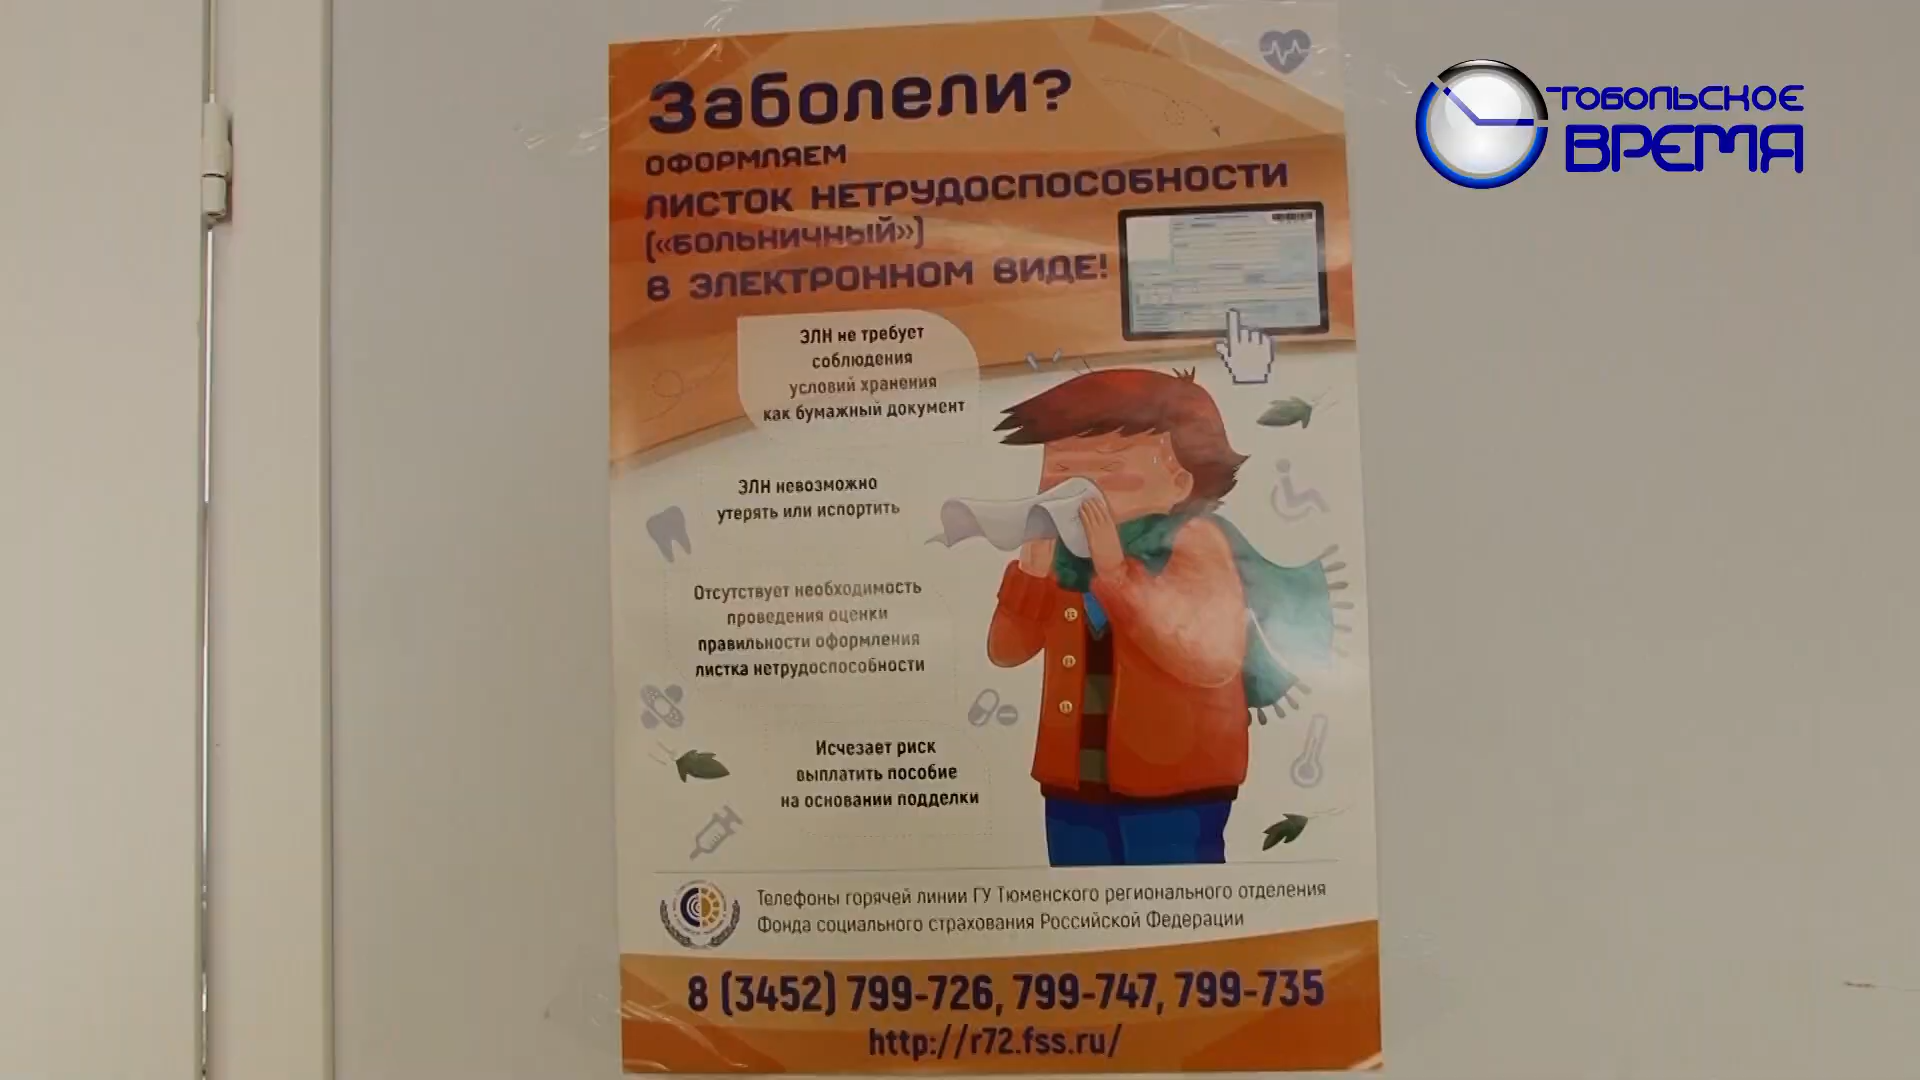 Заболели?
ОФОРМЛЯЕМ
ЛИСТОК НЕТРУДОСПОСОБНОСТИ
(«БОЛЬНИЧНЫЙ»)
В ЭЛЕКТРОННОМ ВИДЕ!
ЭЛН не требует
соблюдения
условий хранения
как бумажный документ
ЭЛН невозможно
утерять или испортить
Отсутствует необходимость
проведения оценки
правильности оформления
листка нетрудоспособности
Исчезает риск
выплатить пособие
на основании подделки
Телефоны горячей линии ГУ Тюменского регионального отделения
Фонда социального страхования Российской Федерации
8 (3452) 799-726, 799-747, 799-735
http://r72.fss.ru/
ТОБОЛЬСКОЕ
ВРЕМЯ